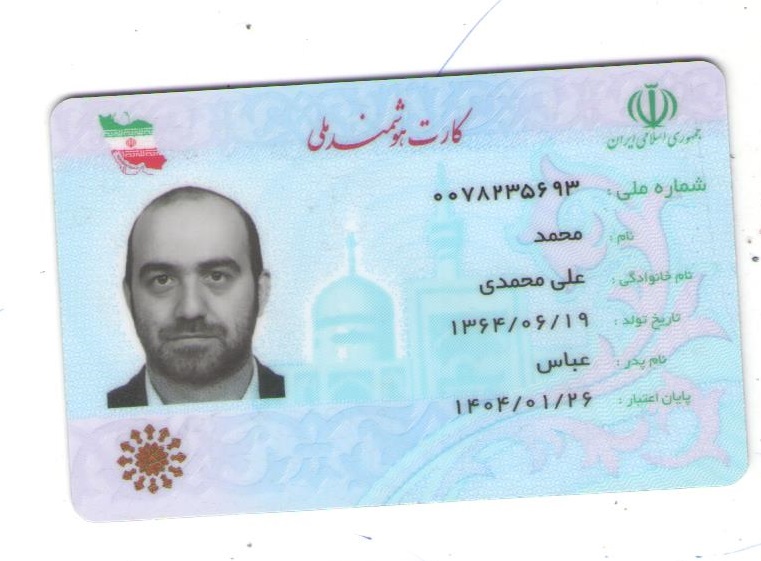 کارت هوشمند ملی
جمهوری اسلامی ایران
شماره ملی: ۰۰۷۸۲۳۵۶۹۳
نام: محمد
نام خانوادگی: علی محمدی
تاریخ تولد: ۱۳۶۴/۰۶/۱۹
نام پدر: عباس
پایان اعتبار: ۱۴۰۴/۰۱/۲۶